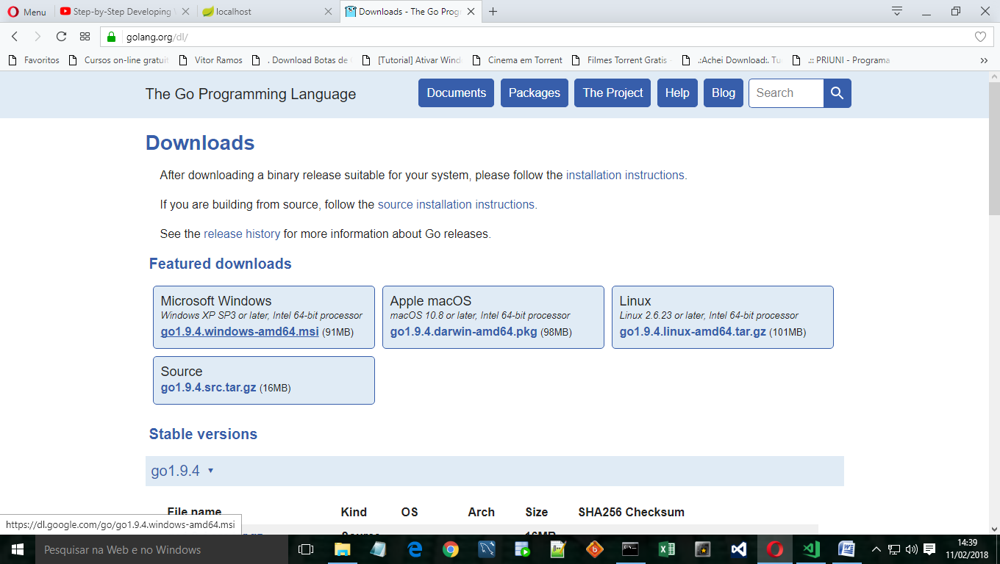 Menu
Step-by-Step Developing
localhost
Downloads - The Go Prog
golang.org/dl/
Favoritos
Cursos on-line gratuit
Vitor Ramos
. Download Botas de
[Tutorial] Ativar Wind
Cinema em Torrent
Filmes Torrent Gratis -
.:Achei Download:. Tu
.:: PRIUNI - Programa
The Go Programming Language
Documents
Packages
The Project
Help
Blog
Search
Downloads
After downloading a binary release suitable for your system, please follow the installation instructions.
If you are building from source, follow the source installation instructions.
See the release history for more information about Go releases.
Featured downloads
Microsoft Windows
Windows XP SP3 or later, Intel 64-bit processor
go1.9.4.windows-amd64.msi (91MB)
Apple macOS
macOS 10.8 or later, Intel 64-bit processor
go1.9.4.darwin-amd64.pkg (98MB)
Linux
Linux 2.6.23 or later, Intel 64-bit processor
go1.9.4.linux-amd64.tar.gz (101MB)
Source
go1.9.4.src.tar.gz (16MB)
Stable versions
go1.9.4 ▾
File name Kind OS Arch Size SHA256 Checksum
Source 16MB
https://dl.google.com/go/go1.9.4.windows-amd64.msi
Pesquisar na Web e no Windows
14:39
11/02/2018